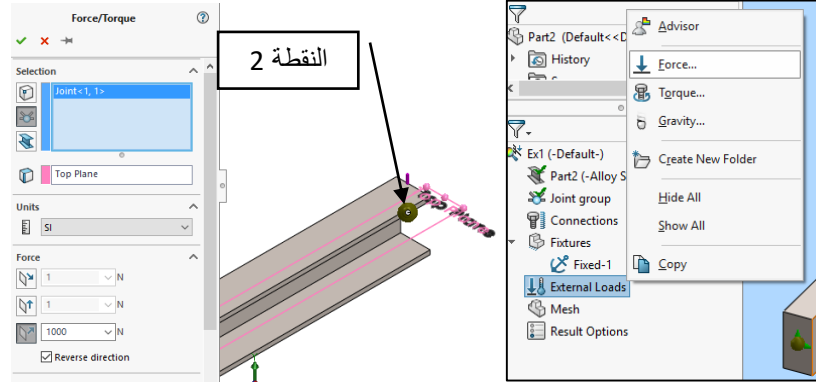 Force/Torque
Selection
Joint<1, 1>
Top Plane
Units
SI
Force
1 N
1 N
1000 N
Reverse direction
النقطة 2
Top Plane
Part2 (Default<<D
History
Ex1 (-Default-)
Part2 (-Alloy S
Joint group
Connections
Fixtures
Fixed-1
External Loads
Mesh
Result Options
Advisor
Force...
Torque...
Gravity...
Create New Folder
Hide All
Show All
Copy